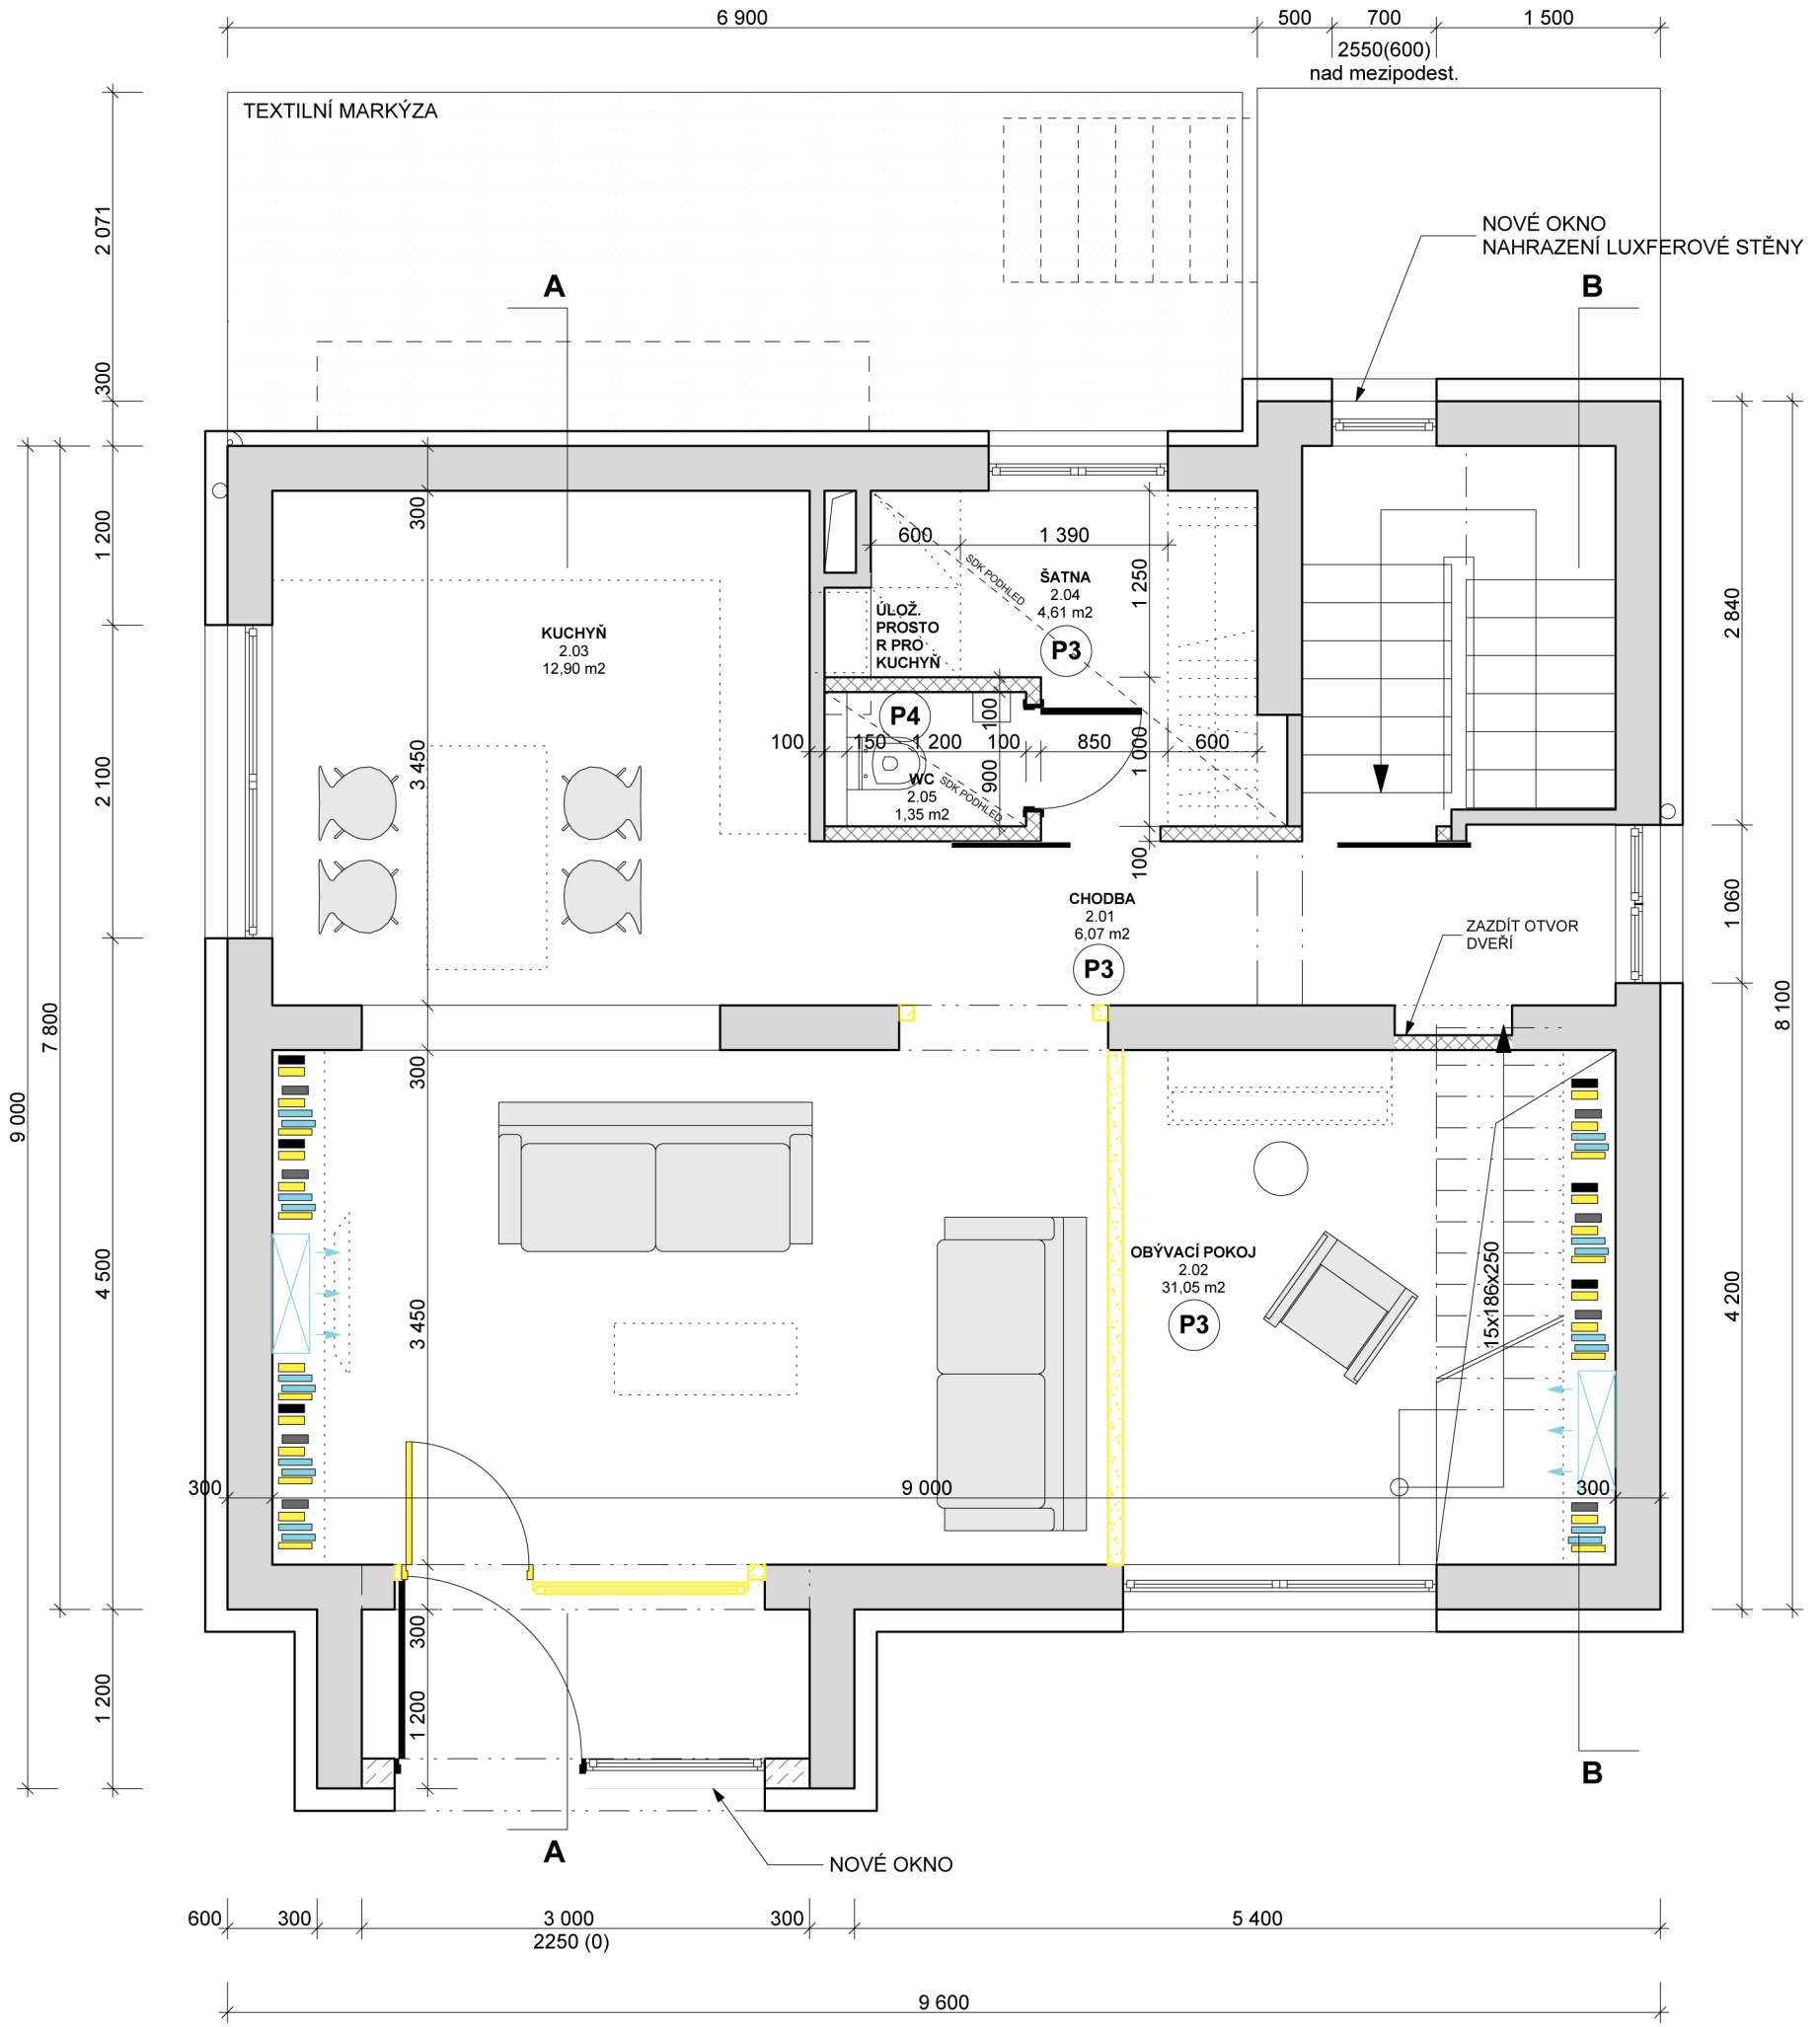 6 900
500
700
1 500
2550(600)
nad mezipodest.
TEXTILNÍ MARKÝZA
2 071
NOVÉ OKNO
NAHRAZENÍ LUXFEROVÉ STĚNY
A
B
300
1 200
300
600
1 390
SDK PODHLED
ŠATNA
2.04
4,61 m2
P3
1 250
2 840
ÚLOŽ.
PROSTO
R PRO
KUCHYŇ
KUCHYŇ
2.03
12,90 m2
P4
100
100
150
1 200
100
850
1 000
600
3 450
2 100
900
WC
2.05
1,35 m2
SDK PODHLED
100
CHODBA
2.01
6,07 m2
P3
1 060
ZAZDÍT OTVOR
DVEŘÍ
7 800
8 100
9 000
300
4 500
OBÝVACÍ POKOJ
2.02
31,05 m2
P3
15x186x250
3 450
4 200
300
9 000
300
300
1 200
1 200
A
B
NOVÉ OKNO
600
300
3 000
300
5 400
2250 (0)
9 600